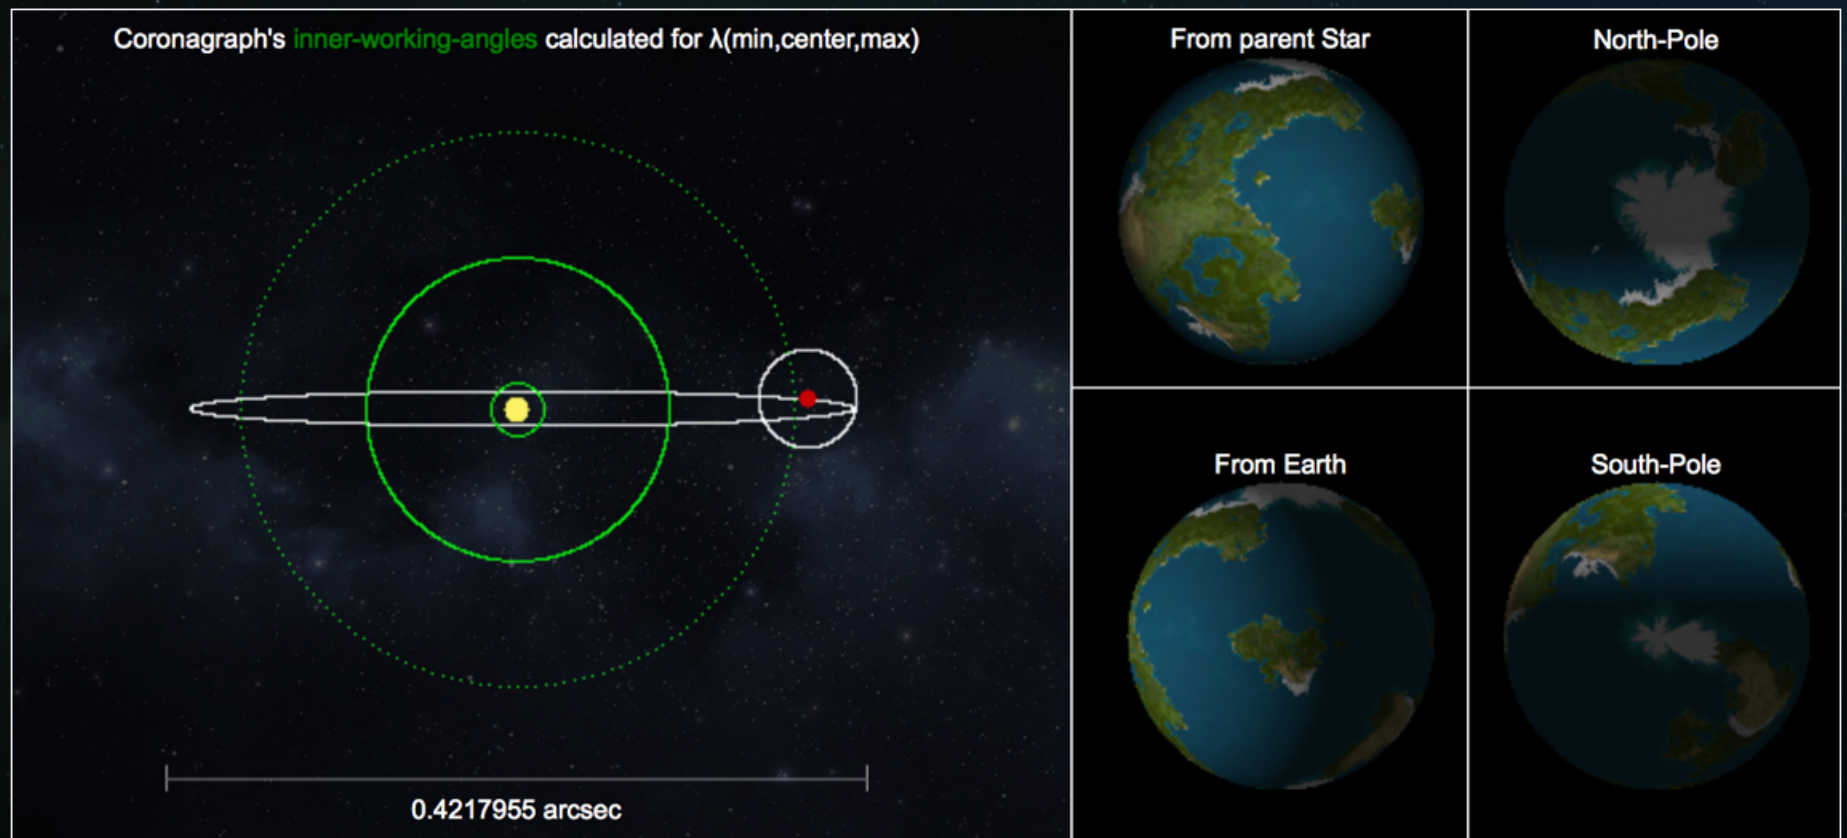 Coronagraph's inner-working-angles calculated for λ(min,center,max)
0.4217955 arcsec
From parent Star
North-Pole
From Earth
South-Pole